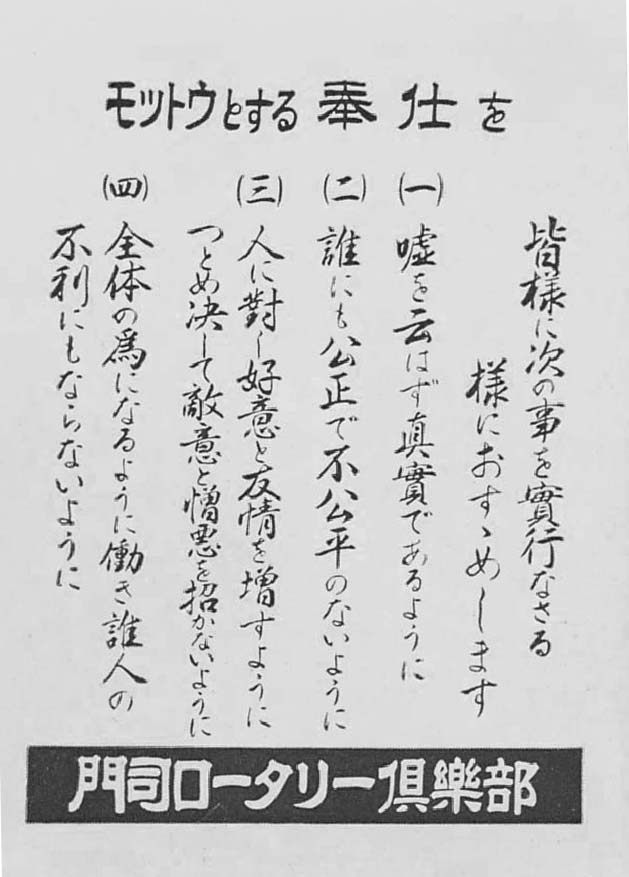 モットウとする 奉仕を
皆様に次の事を實行なさる
様におすゝめします
(一) 嘘を云はず真實であるように
(二) 誰にも公正で不公平のないように
(三) 人に對し好意と友情を増すように
つとめ決して敵意と憎悪を招かないように
(四) 全体の爲になるように働き誰人の
不利にもならないように
門司ロータリー倶樂部